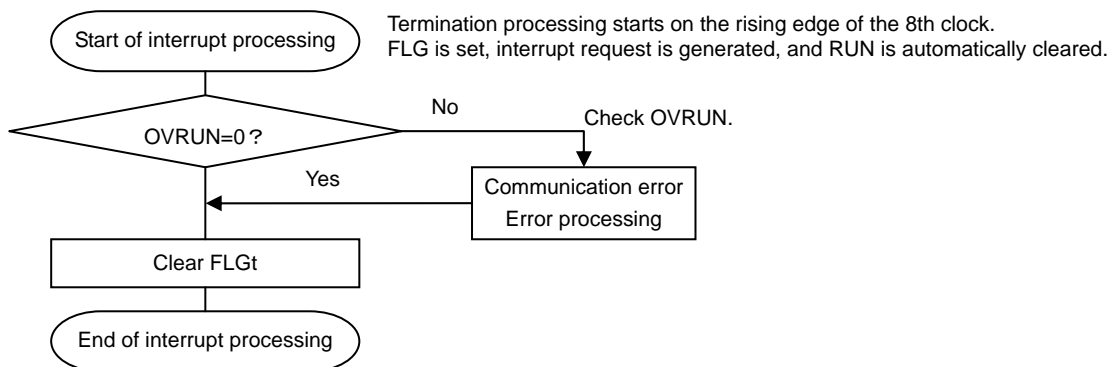 Start of interrupt processing
Termination processing starts on the rising edge of the 8th clock.
FLG is set, interrupt request is generated, and RUN is automatically cleared.
No
Check OVRUN.
OVRUN=0？
Yes
Communication error
Error processing
Clear FLGt
End of interrupt processing